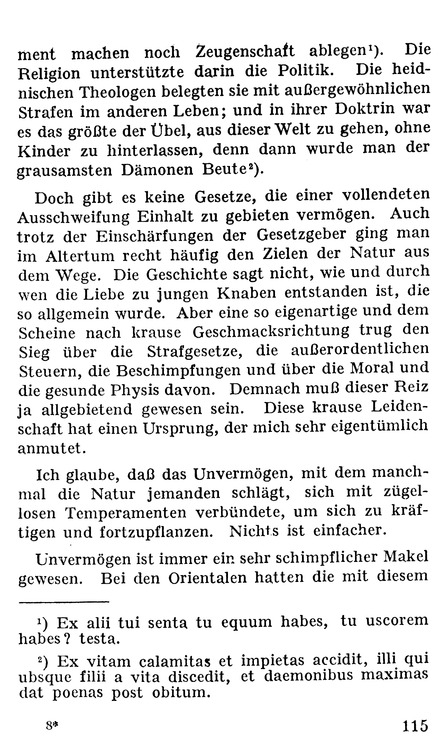 ment machen noch Zeugenschaft ablegen¹). Die
Religion unterstützte darin die Politik. Die heid-
nischen Theologen belegten sie mit außergewöhnlichen
Strafen im anderen Leben; und in ihrer Doktrin war
es das größte der Übel, aus dieser Welt zu gehen, ohne
Kinder zu hinterlassen, denn dann wurde man der
grausamsten Dämonen Beute²).
Doch gibt es keine Gesetze, die einer vollendeten
Ausschweifung Einhalt zu gebieten vermögen. Auch
trotz der Einschärfungen der Gesetzgeber ging man
im Altertum recht häufig den Zielen der Natur aus
dem Wege. Die Geschichte sagt nicht, wie und durch
wen die Liebe zu jungen Knaben entstanden ist, die
so allgemein wurde. Aber eine so eigenartige und dem
Scheine nach krause Geschmacksrichtung trug den
Sieg über die Strafgesetze, die außerordentlichen
Steuern, die Beschimpfungen und über die Moral und
die gesunde Physis davon. Demnach muß dieser Reiz
ja allgebietend gewesen sein. Diese krause Leiden-
schaft hat einen Ursprung, der mich sehr eigentümlich
anmutet.
Ich glaube, daß das Unvermögen, mit dem manch-
mal die Natur jemanden schlägt, sich mit zügel-
losen Temperamenten verbündete, um sich zu kräf-
tigen und fortzupflanzen. Nichts ist einfacher.
Unvermögen ist immer ein sehr schimpflicher Makel
gewesen. Bei den Orientalen hatten die mit diesem
¹) Ex alii tui senta tu equum habes, tu uscorem
habes? testa.
²) Ex vitam calamitas et impietas accidit, illi qui
ubsque filii a vita discedit, et daemonibus maximas
dat poenas post obitum.
8*
115